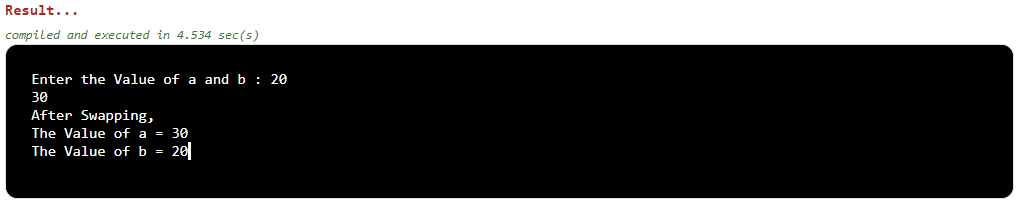 Result...
compiled and executed in 4.534 sec(s)
Enter the Value of a and b : 20
30
After Swapping,
The Value of a = 30
The Value of b = 20